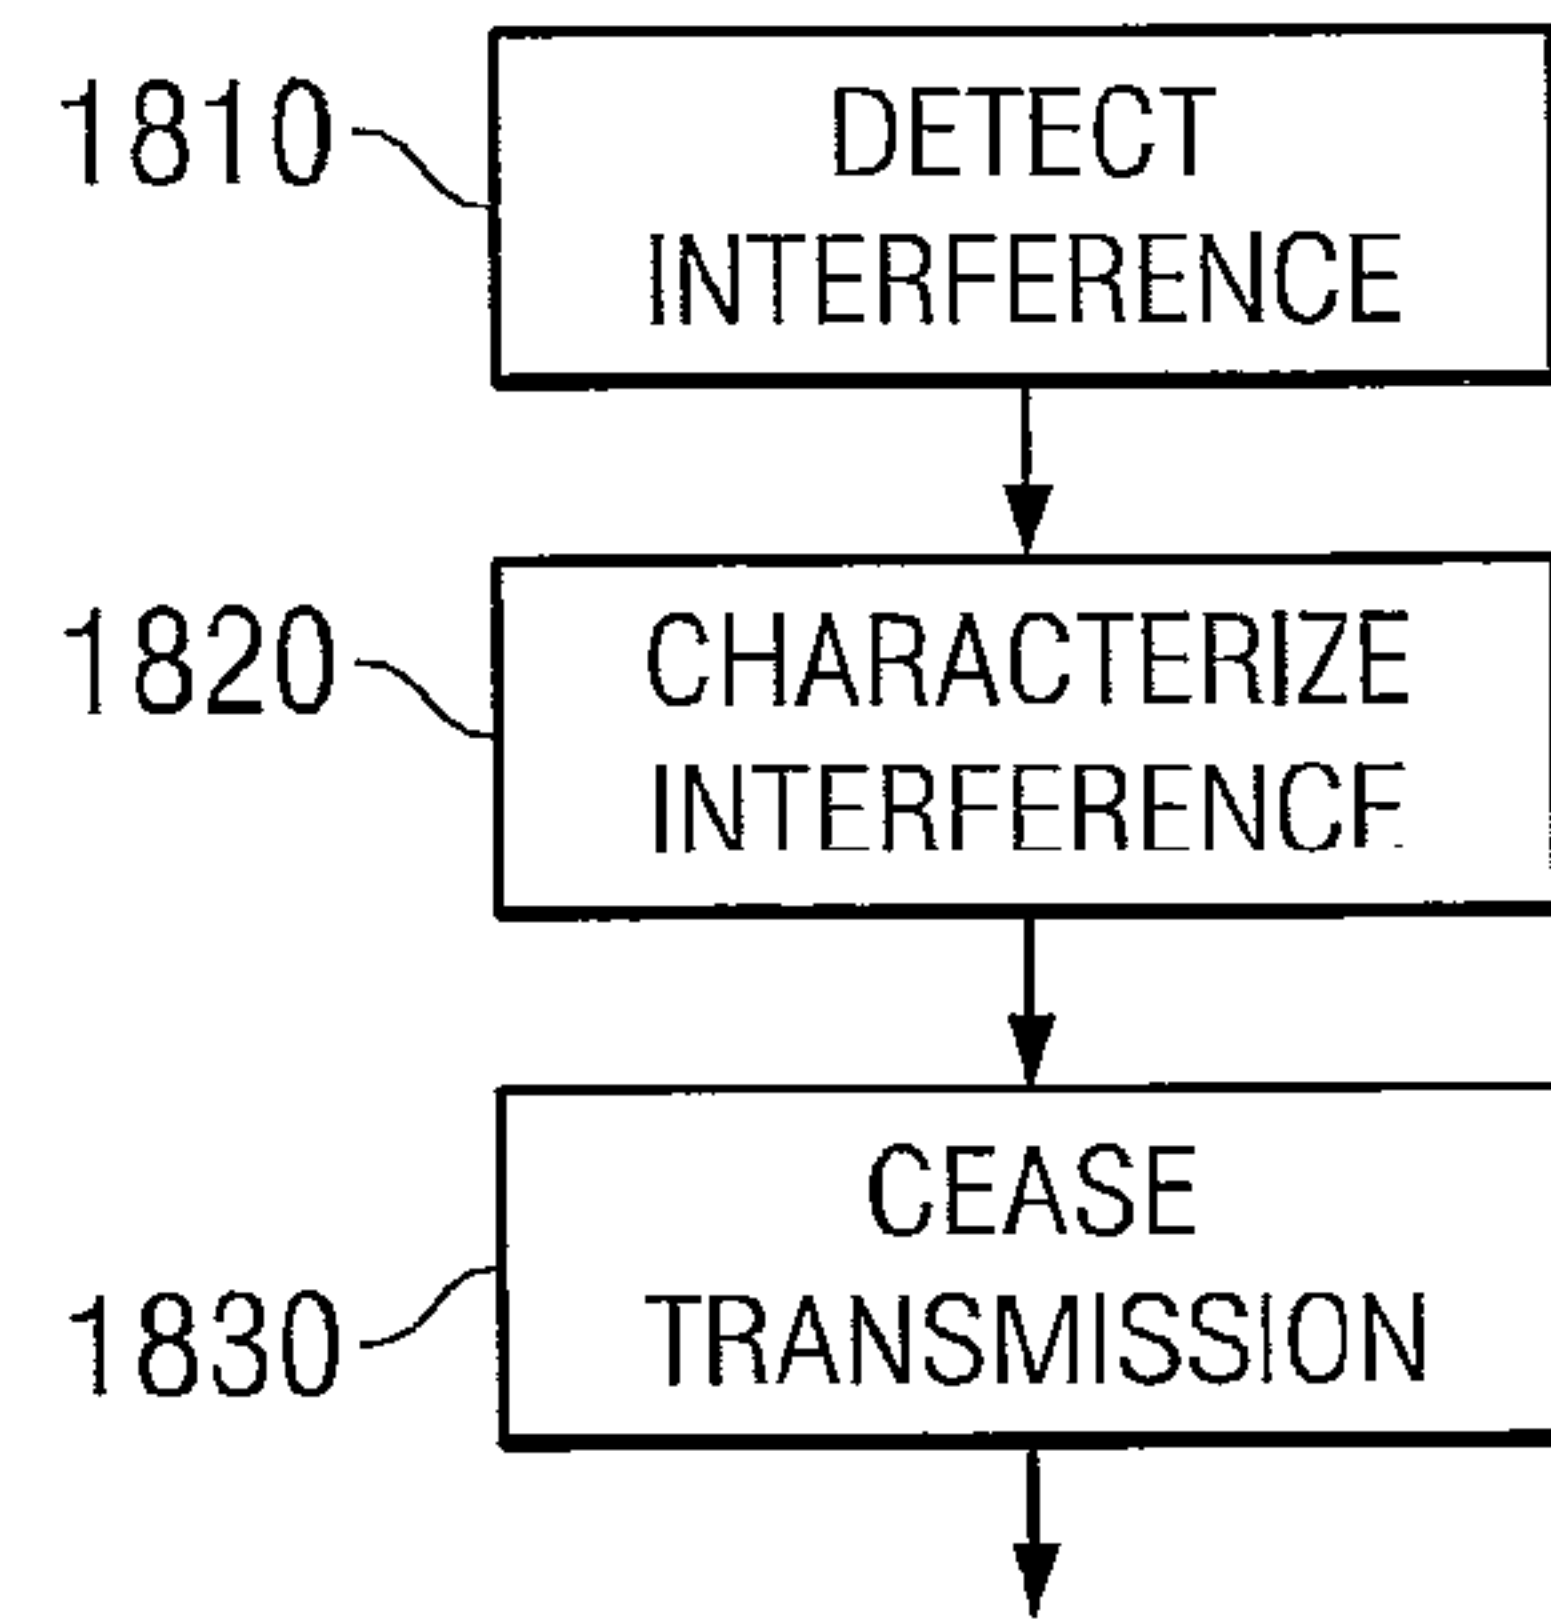 1810
DETECT
INTERFERENCE
1820
CHARACTERIZE
INTERFERENCE
1830
CEASE
TRANSMISSION